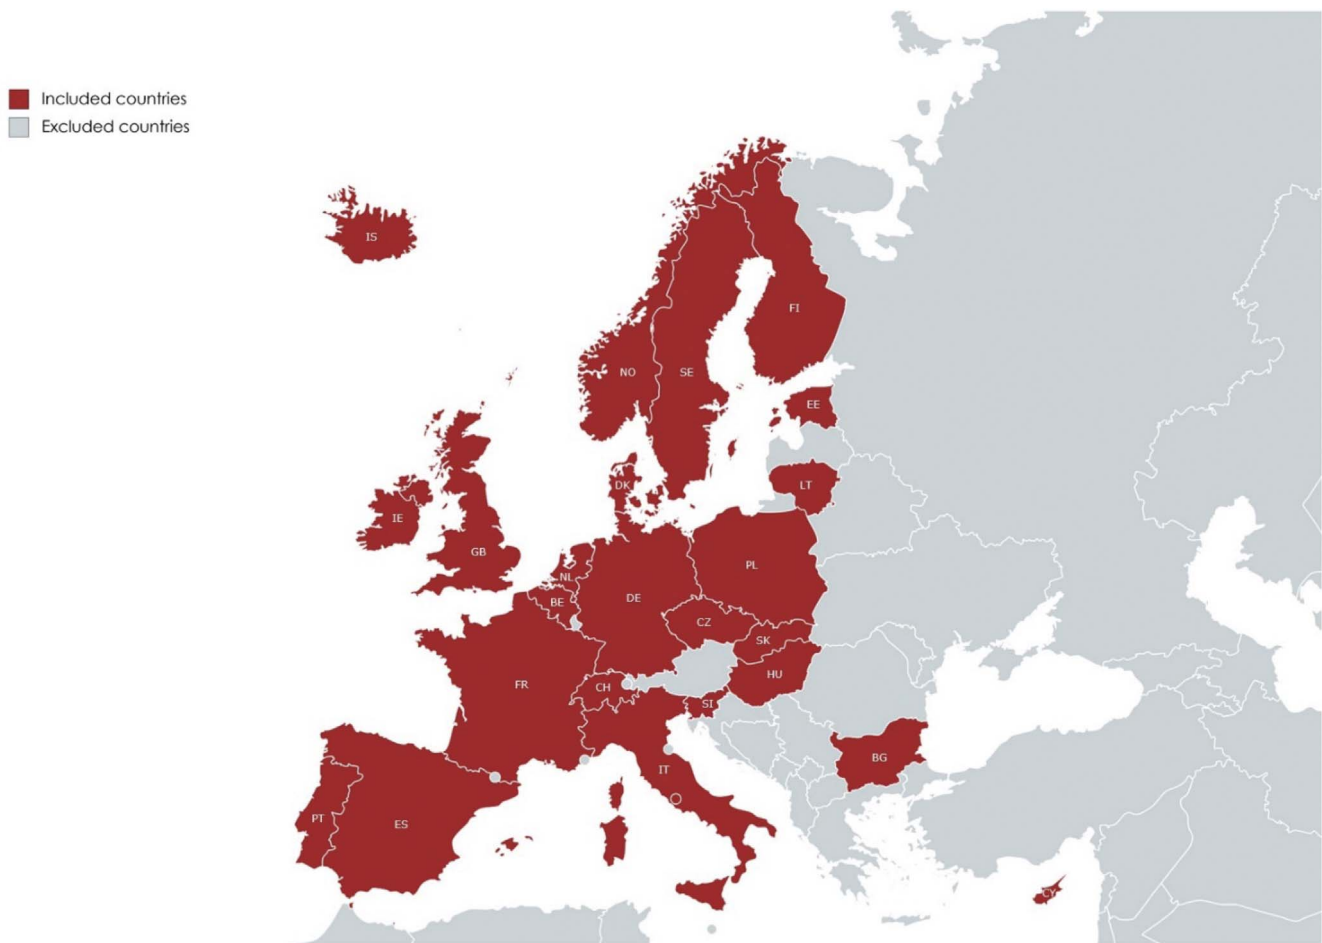 Included countries
Excluded countries
IS
FI
NO
SE
EE
DK
LT
IE
GB
NL
PL
BE
DE
CZ
SK
HU
FR
CH
SI
BG
IT
PT
ES
CY